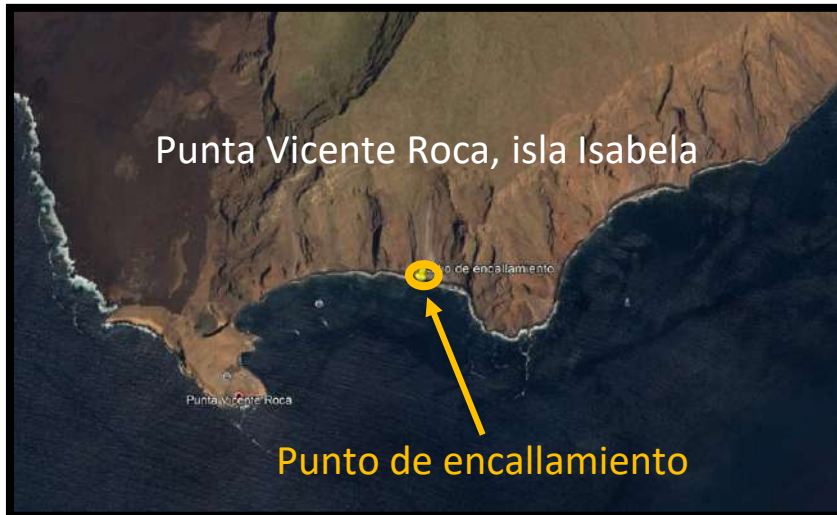 Punta Vicente Roca, isla Isabela
de encallamiento
Punta Vicente Roca
Punto de encallamiento